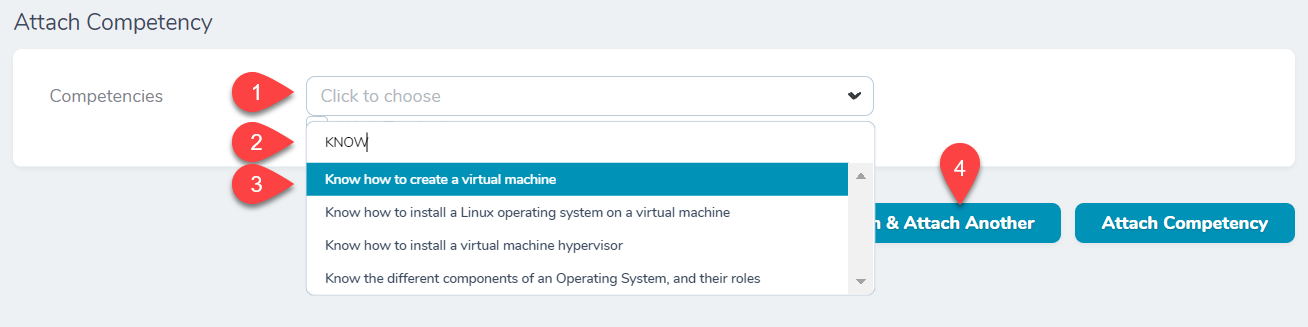 Attach Competency
1
Competencies
Click to choose
2
KNOW
3
Know how to create a virtual machine
4
Know how to install a Linux operating system on a virtual machine
& Attach Another
Attach Competency
Know how to install a virtual machine hypervisor
Know the different components of an Operating System, and their roles